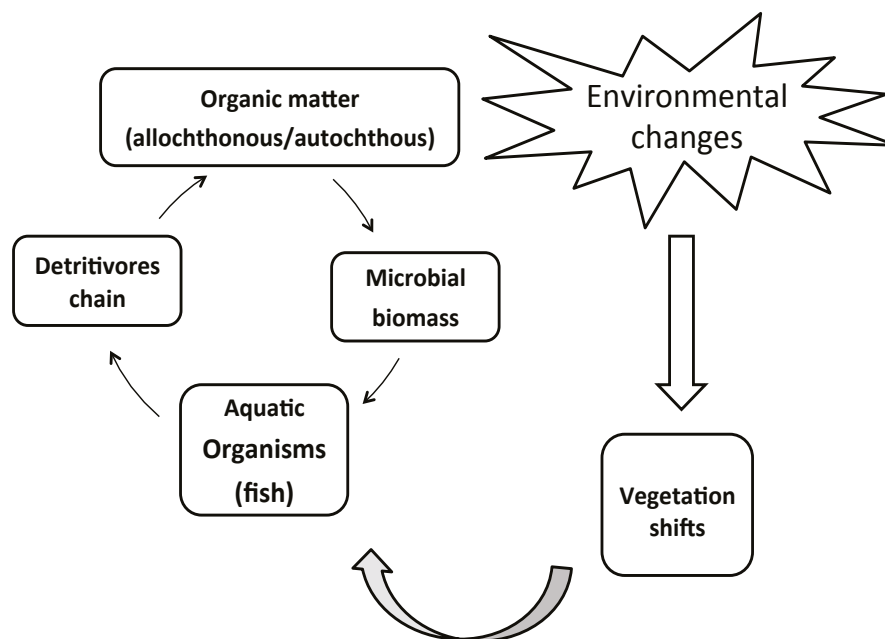 Organic matter
(allochthonous/autochthous)
Environmental
changes
Detritivores
chain
Microbial
biomass
Aquatic
Organisms
(fish)
Vegetation
shifts